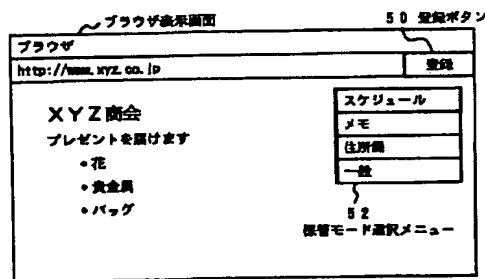 ブラウザ表示画面
50 登録ボタン
ブラウザ
http://www.xyz.co.jp
登録
XYZ商会
プレゼントを届けます
・花
・貴金属
・バッグ
スケジュール
メモ
住所録
一般
52
保管モード選択メニュー